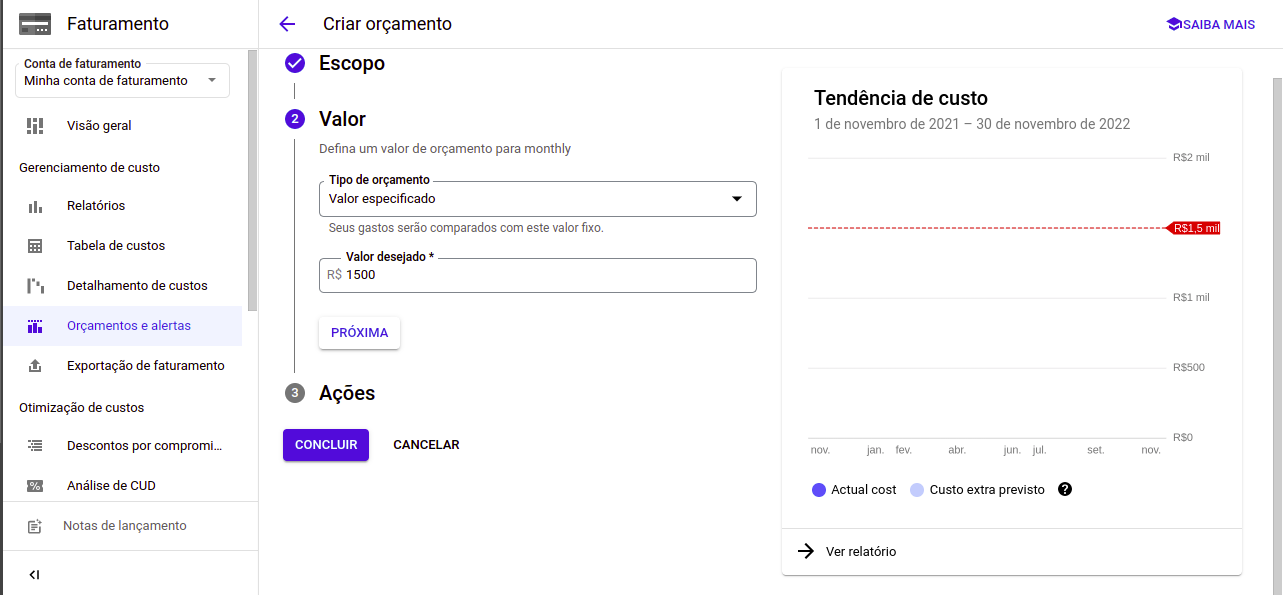 Faturamento
Conta de faturamento
Minha conta de faturamento
Visão geral
Gerenciamento de custo
Relatórios
Tabela de custos
Detalhamento de custos
Orçamentos e alertas
Exportação de faturamento
Otimização de custos
Descontos por compromi...
Análise de CUD
Notas de lançamento
Criar orçamento
SAIBA MAIS
Escopo
2 Valor
Defina um valor de orçamento para monthly
Tipo de orçamento
Valor especificado
Seus gastos serão comparados com este valor fixo.
Valor desejado *
R$ 1500
PRÓXIMA
3 Ações
CONCLUIR CANCELAR
Tendência de custo
1 de novembro de 2021 – 30 de novembro de 2022
R$2 mil
R$1,5 mil
R$1 mil
R$500
R$0
nov. jan. fev. abr. jun. jul. set. nov.
Actual cost Custo extra previsto ?
Ver relatório